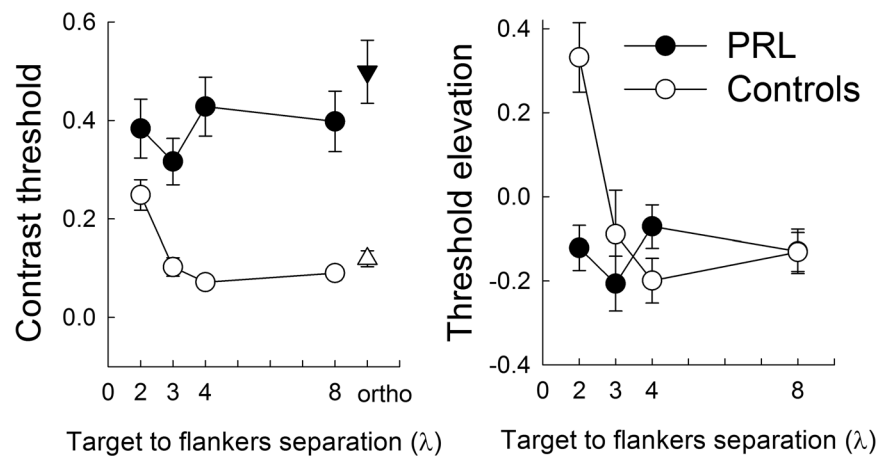 Contrast threshold
0.6
0.4
0.2
0.0
0 2 3 4 8 ortho
Target to flankers separation (λ)
Threshold elevation
0.4
0.2
0.0
-0.2
-0.4
0 2 3 4 8
Target to flankers separation (λ)
PRL
Controls